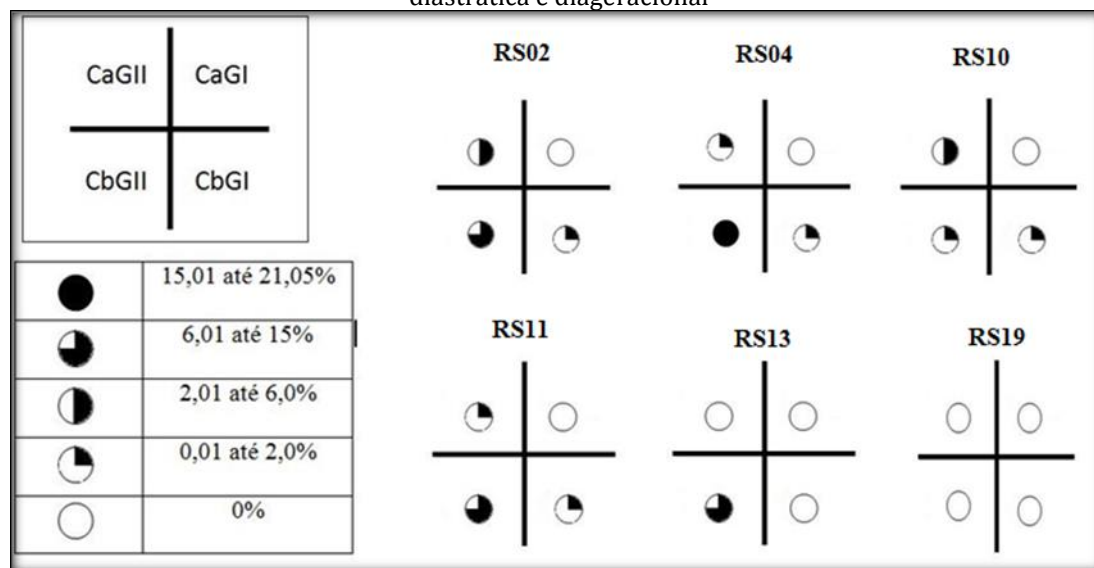 diastrática e diageracional
CaGII CaGI
CbGII CbGI
15,01 até 21,05%
6,01 até 15%
2,01 até 6,0%
0,01 até 2,0%
0%
RS02 RS04 RS10
RS11 RS13 RS19